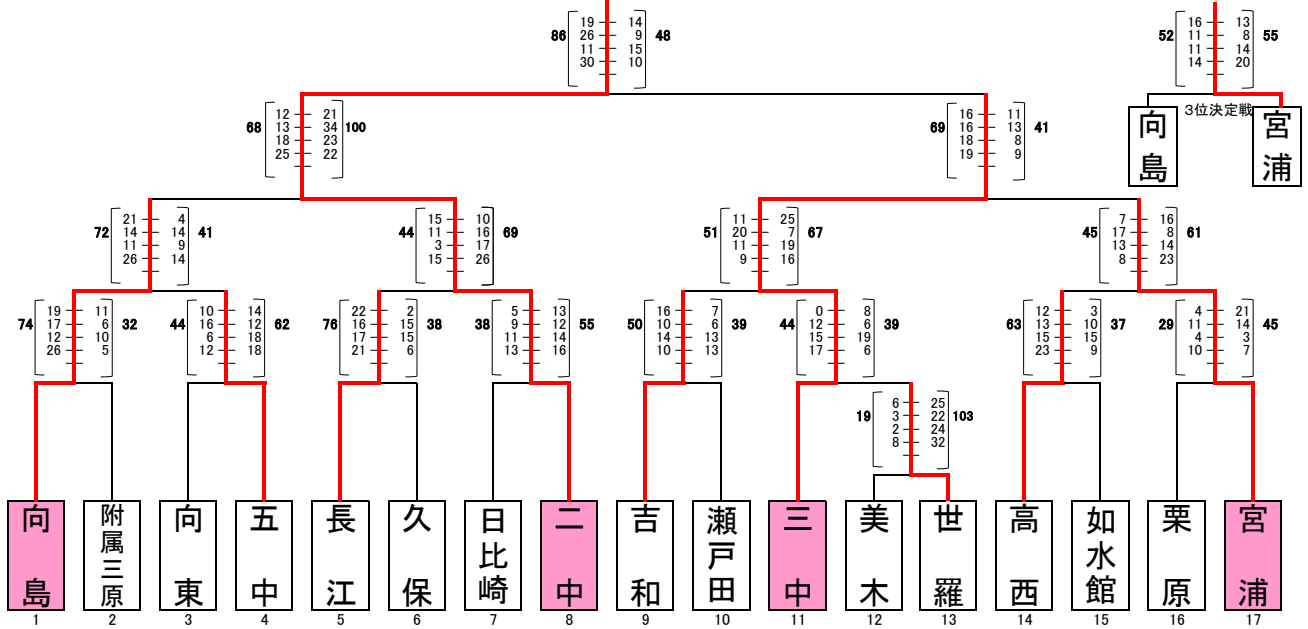 19 14
86 26 9 48
11 15
30 10
16 13
52 11 8 55
11 14
14 20
3位決定戦
向島
宮浦
12 21
68 13 34 100
18 23
25 22
16 11
69 16 13 41
18 8
19 9
21 4
72 14 14 41
11 9
26 14
15 10
44 11 16 69
3 17
15 26
11 25
51 20 7 67
11 19
9 16
7 16
45 17 8 61
13 14
8 23
19 11
74 17 6 32
12 10
26 5
10 14
44 16 12 62
6 18
12 18
22 2
76 16 15 38
17 15
21 6
5 13
38 9 12 55
11 14
13 16
16 7
50 10 6 39
14 13
10 13
0 8
44 12 6 39
15 19
17 6
12 3
63 13 10 37
15 15
23 9
4 21
29 11 14 45
4 3
10 7
6 25
19 3 22 103
2 24
8 32
向島
附属三原
向東
五中
長江
久保
日比崎
二中
吉和
瀬戸田
三中
美木
世羅
高西
如水館
栗原
宮浦
1 2 3 4 5 6 7 8 9 10 11 12 13 14 15 16 17